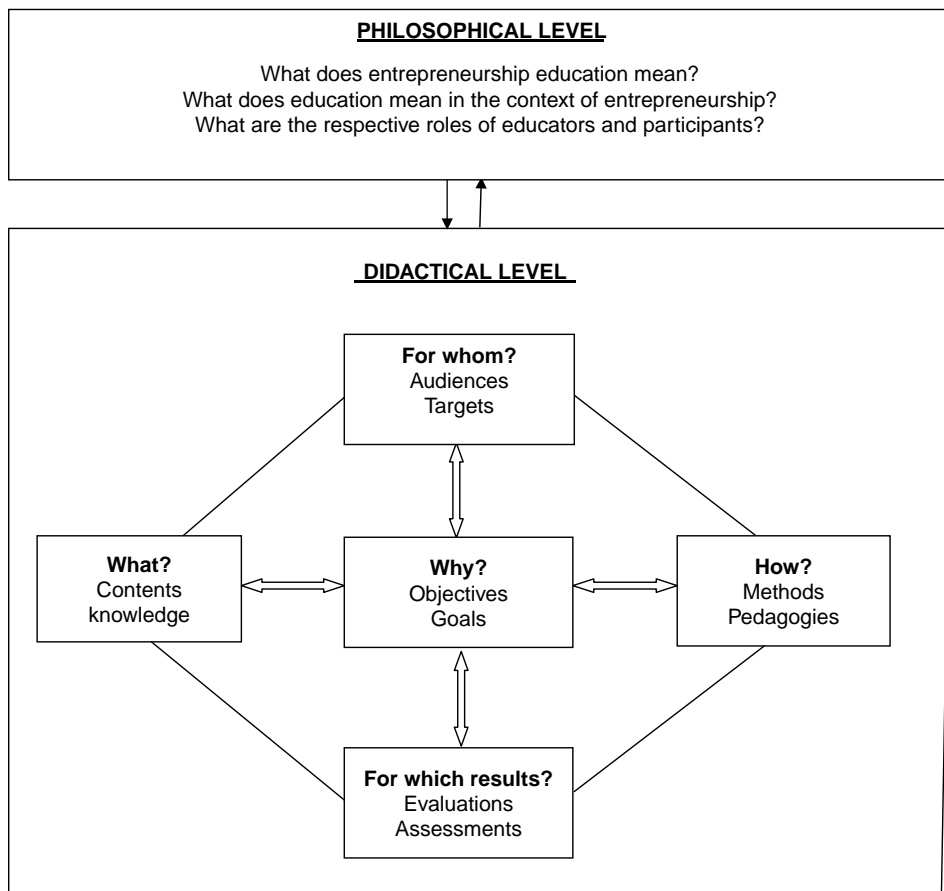 PHILOSOPHICAL LEVEL
What does entrepreneurship education mean?
What does education mean in the context of entrepreneurship?
What are the respective roles of educators and participants?
DIDACTICAL LEVEL
For whom?
Audiences
Targets
What?
Contents
knowledge
Why?
Objectives
Goals
How?
Methods
Pedagogies
For which results?
Evaluations
Assessments